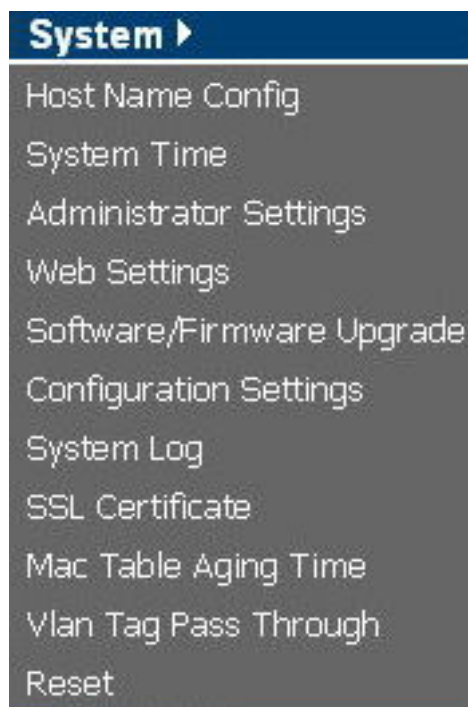 System
Host Name Config
System Time
Administrator Settings
Web Settings
Software/Firmware Upgrade
Configuration Settings
System Log
SSL Certificate
Mac Table Aging Time
Vlan Tag Pass Through
Reset